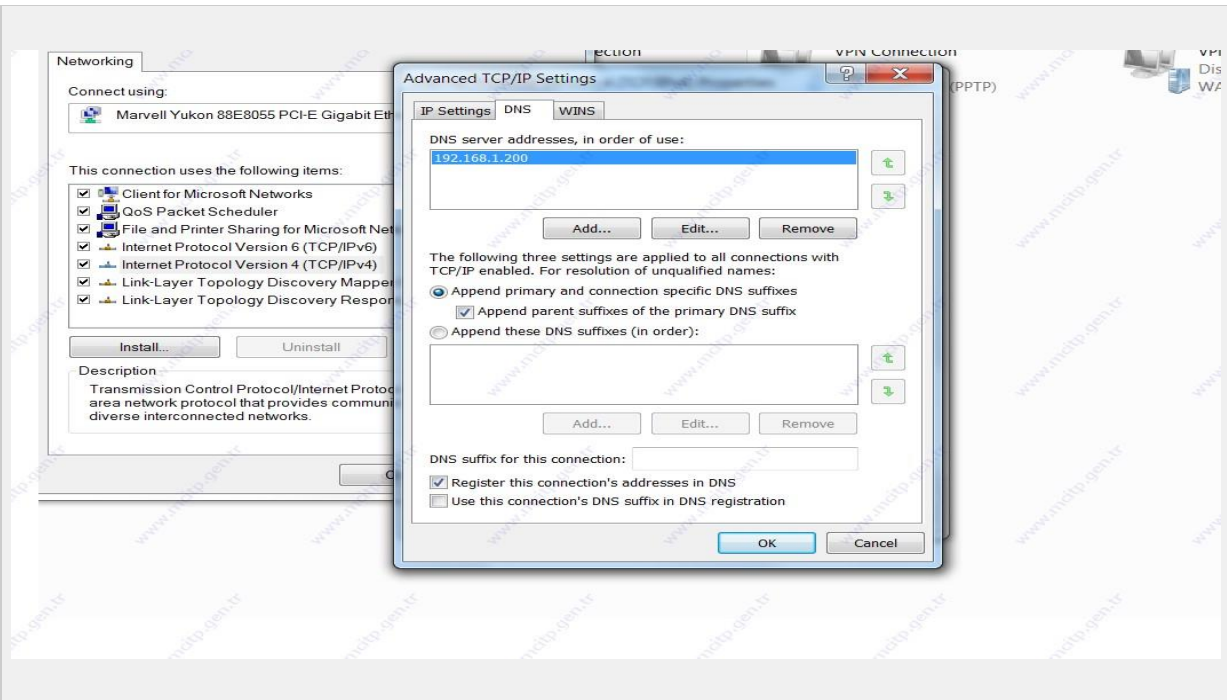 Networking
Connect using:
Marvell Yukon 88E8055 PCI-E Gigabit Eth
This connection uses the following items:
Client for Microsoft Networks
QoS Packet Scheduler
File and Printer Sharing for Microsoft Net
Internet Protocol Version 6 (TCP/IPv6)
Internet Protocol Version 4 (TCP/IPv4)
Link-Layer Topology Discovery Mapper
Link-Layer Topology Discovery Respon
Install...
Uninstall
Description
Transmission Control Protocol/Internet Protoc
area network protocol that provides communi
diverse interconnected networks.
Advanced TCP/IP Settings
IP Settings
DNS
WINS
DNS server addresses, in order of use:
192.168.1.200
Add...
Edit...
Remove
The following three settings are applied to all connections with
TCP/IP enabled. For resolution of unqualified names:
Append primary and connection specific DNS suffixes
Append parent suffixes of the primary DNS suffix
Append these DNS suffixes (in order):
Add...
Edit...
Remove
DNS suffix for this connection:
Register this connection's addresses in DNS
Use this connection's DNS suffix in DNS registration
OK
Cancel
VPN Connection
(PPTP)
VPI
Dis
www.mcitp.gen.tr